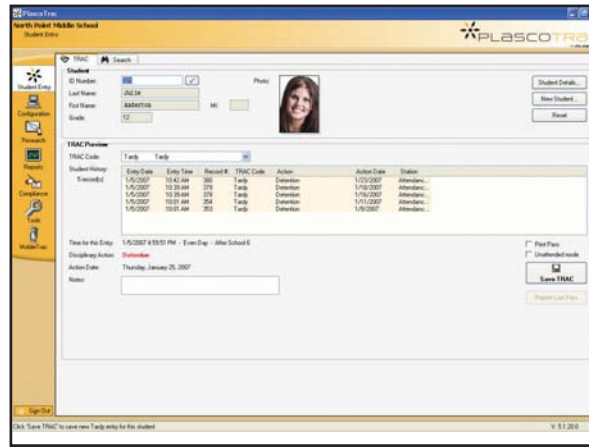 PlascoTrac
North Point Middle School
Student Entry
PLASCOTRA
TRAC Search
Student
ID Number:
Photo:
Student Details...
Last Name: JULIE
New Student...
First Name: Anderton MI:
Reset
Grade: 12
Student Entry
Configuration
Research
Reports
Compliance
Tools
MobileTrac
TRAC Preview
TRAC Code: Tardy Tardy
Student History:
5 record(s)
Entry Date Entry Time Record # TRAC Code Action Action Date Station
1/5/2007 10:42 AM 380 Tardy Detention 1/23/2007 Attendanc...
1/5/2007 10:39 AM 379 Tardy Detention 1/18/2007 Attendanc...
1/5/2007 10:39 AM 378 Tardy Detention 1/16/2007 Attendanc...
1/5/2007 10:01 AM 354 Tardy Detention 1/11/2007 Attendanc...
1/5/2007 10:01 AM 353 Tardy Detention 1/9/2007 Attendanc...
Time for this Entry: 1/5/2007 4:59:51 PM - Even Day - After School 6
Print Pass
Disciplinary Action: Detention
Unattended mode
Action Date: Thursday, January 25, 2007
Notes:
Save TRAC
Reprint Last Pass
Sign Out
Click 'Save TRAC' to save new Tardy entry for this student
V. 5.1.20.0